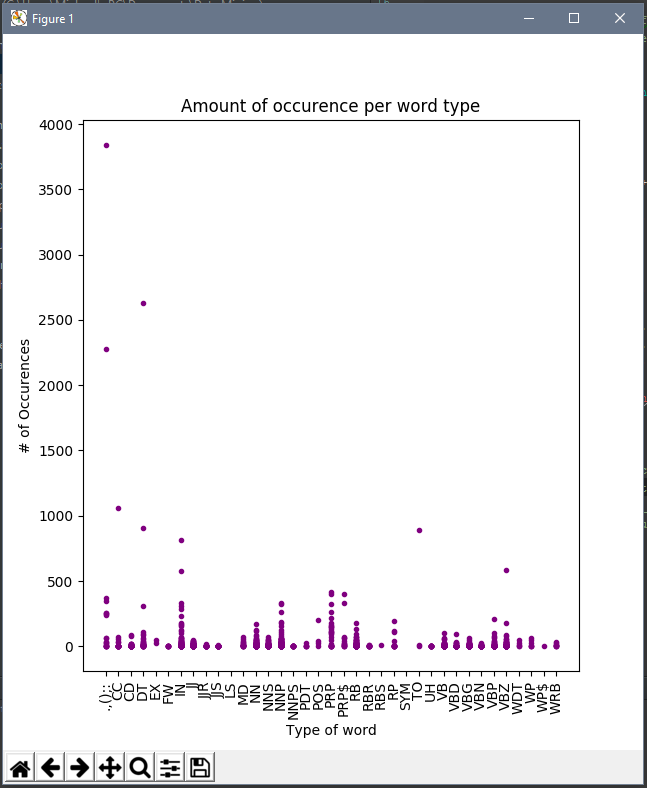 Figure 1
Amount of occurence per word type
4000
3500
3000
2500
2000
1500
1000
500
0
# of Occurences
.,():;
CC
CD
DT
EX
FW
IN
JJ
JJR
JJS
LS
MD
NN
NNS
NNP
NNPS
PDT
POS
PRP
PRP$
RB
RBR
RBS
RP
SYM
TO
UH
VB
VBD
VBG
VBN
VBP
VBZ
WDT
WP
WP$
WRB
Type of word